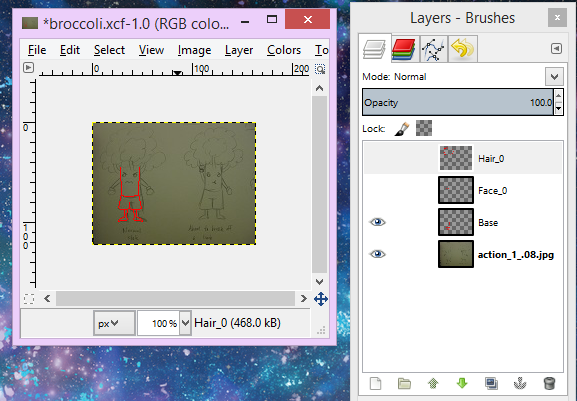 *broccoli.xcf-1.0 (RGB colo...
File Edit Select View Image Layer Colors To
0 100 200
0
100
px 100 % Hair_0 (468.0 kB)
Layers - Brushes
Mode: Normal
Opacity 100.0
Lock:
Hair_0
Face_0
Base
action_1_.08.jpg